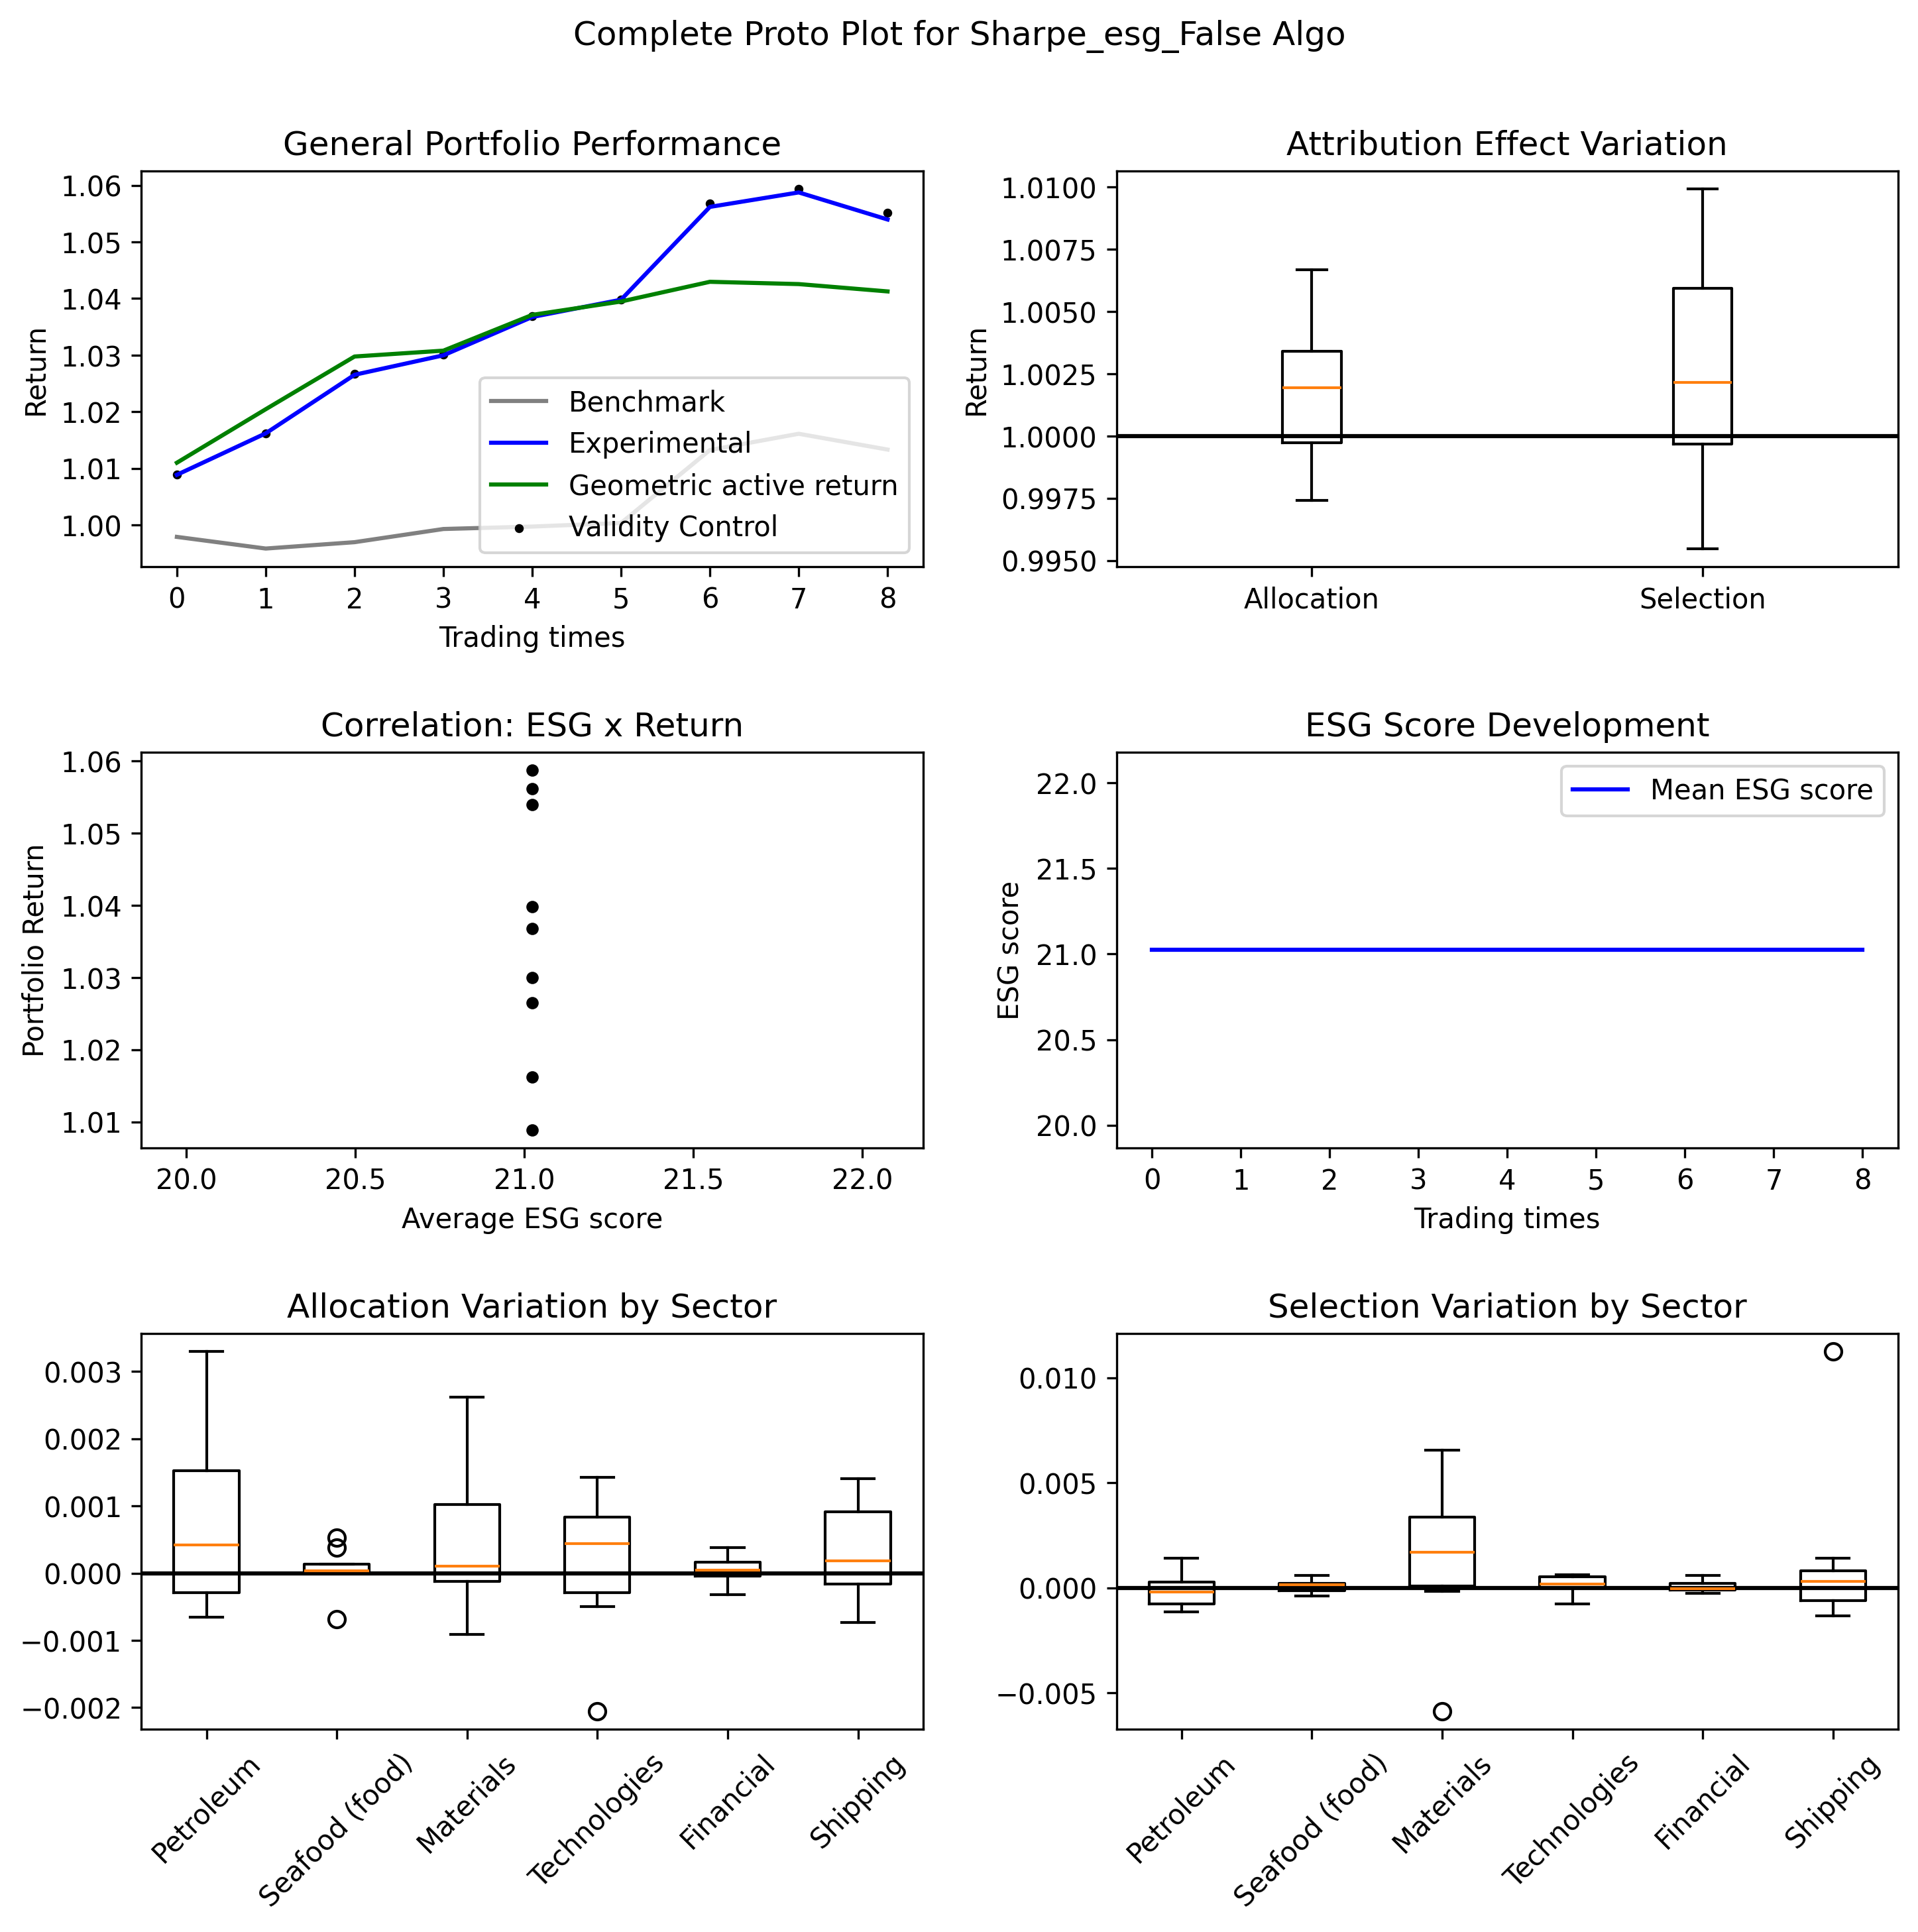 Complete Proto Plot for Sharpe_esg_False Algo
General Portfolio Performance
Return
1.06
1.05
1.04
1.03
1.02
1.01
1.00
Benchmark
Experimental
Geometric active return
Validity Control
0 1 2 3 4 5 6 7 8
Trading times
Attribution Effect Variation
Return
1.0100
1.0075
1.0050
1.0025
1.0000
0.9975
0.9950
Allocation Selection
Correlation: ESG x Return
Portfolio Return
1.06
1.05
1.04
1.03
1.02
1.01
20.0 20.5 21.0 21.5 22.0
Average ESG score
ESG Score Development
ESG score
22.0
21.5
21.0
20.5
20.0
Mean ESG score
0 1 2 3 4 5 6 7 8
Trading times
Allocation Variation by Sector
0.003
0.002
0.001
0.000
−0.001
−0.002
Petroleum
Seafood (food)
Materials
Technologies
Financial
Shipping
Selection Variation by Sector
0.010
0.005
0.000
−0.005
Petroleum
Seafood (food)
Materials
Technologies
Financial
Shipping